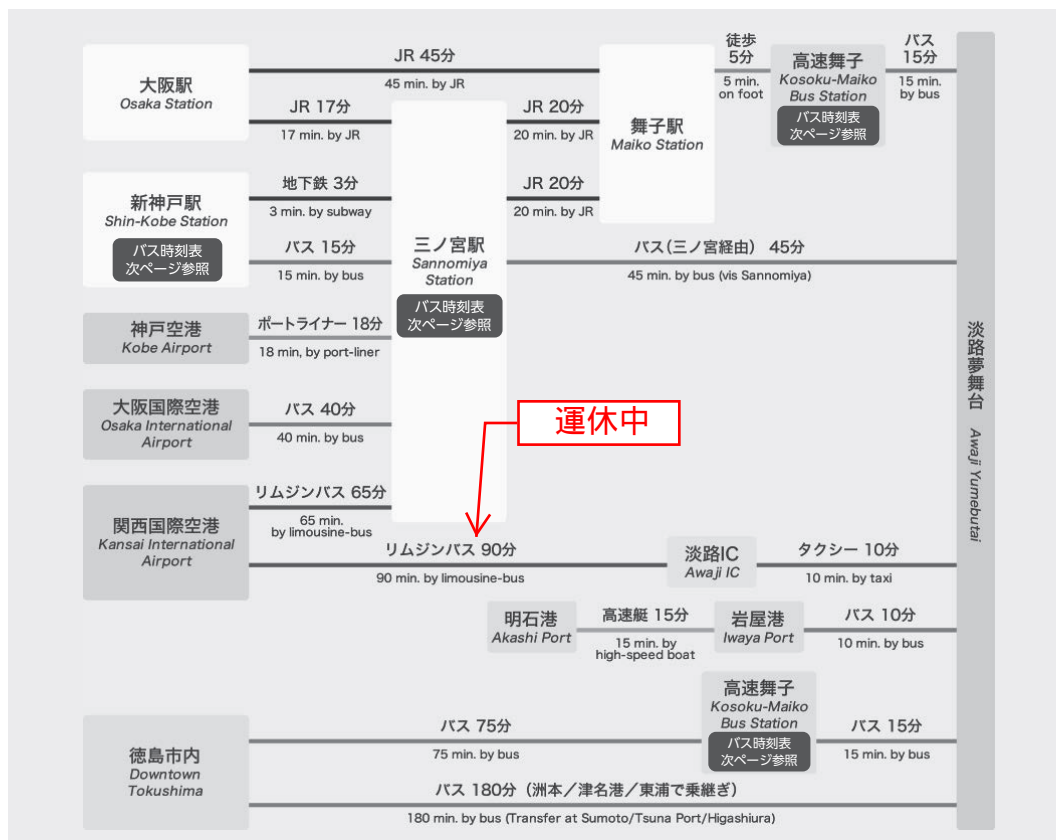 大阪駅
Osaka Station
JR 45分
45 min. by JR
JR 17分
17 min. by JR
JR 20分
20 min. by JR
舞子駅
Maiko Station
徒歩
5分
5 min.
on foot
高速舞子
Kosoku-Maiko
Bus Station
バス時刻表
次ページ参照
バス
15分
15 min.
by bus
新神戸駅
Shin-Kobe Station
バス時刻表
次ページ参照
地下鉄 3分
3 min. by subway
JR 20分
20 min. by JR
バス 15分
15 min. by bus
三ノ宮駅
Sannomiya
Station
バス時刻表
次ページ参照
バス(三ノ宮経由) 45分
45 min. by bus (vis Sannomiya)
神戸空港
Kobe Airport
ポートライナー 18分
18 min, by port-liner
大阪国際空港
Osaka International
Airport
バス 40分
40 min. by bus
運休中
関西国際空港
Kansai International
Airport
リムジンバス 65分
65 min.
by limousine-bus
リムジンバス 90分
90 min. by limousine-bus
淡路IC
Awaji IC
タクシー 10分
10 min. by taxi
明石港
Akashi Port
高速艇 15分
15 min. by
high-speed boat
岩屋港
Iwaya Port
バス 10分
10 min. by bus
徳島市内
Downtown
Tokushima
バス 75分
75 min. by bus
高速舞子
Kosoku-Maiko
Bus Station
バス時刻表
次ページ参照
バス 15分
15 min. by bus
バス 180分(洲本/津名港/東浦で乗継ぎ)
180 min. by bus (Transfer at Sumoto/Tsuna Port/Higashiura)
淡路夢舞台 Awaji Yumebutai